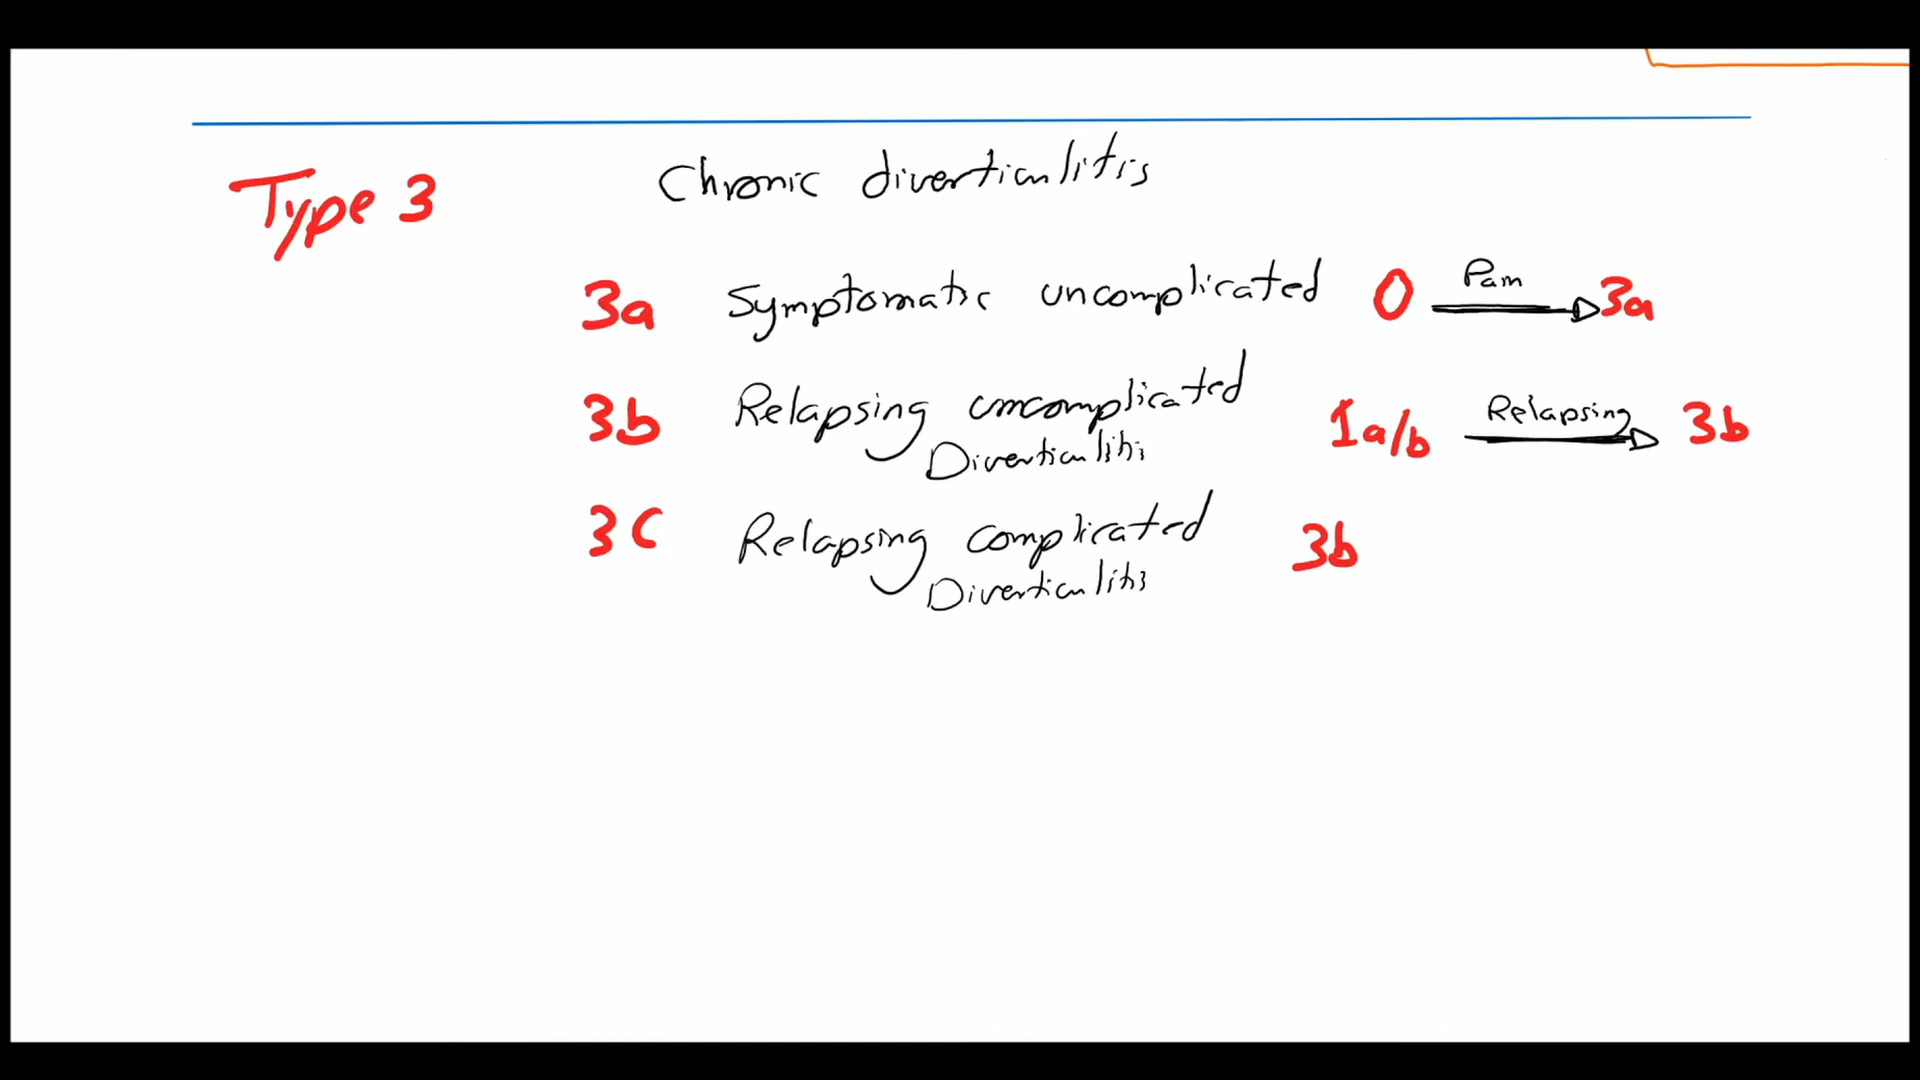 Type 3 Chronic diverticulitis
3a Symptomatic uncomplicated 0 Pain 3a
3b Relapsing uncomplicated 1a/b Relapsing 3b
Diverticulitis
3C Relapsing complicated 3b
Diverticulitis